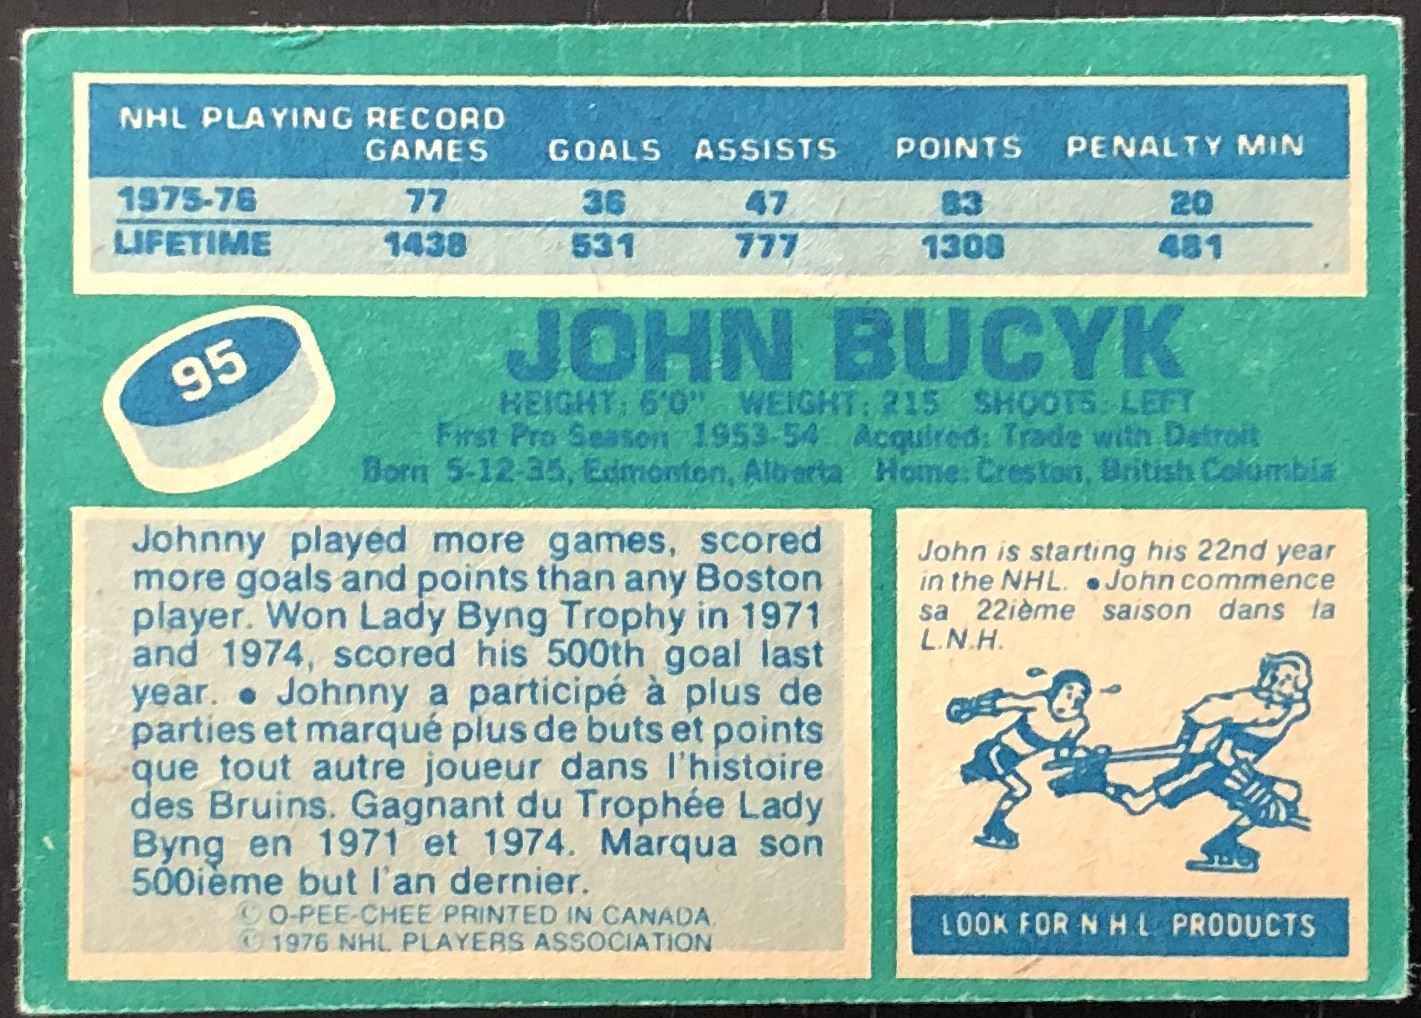 NHL PLAYING RECORD
GAMES GOALS ASSISTS POINTS PENALTY MIN
1975-76 77 36 47 83 20
LIFETIME 1438 531 777 1308 481
95
JOHN BUCYK
HEIGHT: 6'0" WEIGHT: 215 SHOOTS: LEFT
First Pro Season 1953-54 Acquired: Trade with Detroit
Born 5-12-35, Edmonton, Alberta Home: Creston, British Columbia
Johnny played more games, scored
more goals and points than any Boston
player. Won Lady Byng Trophy in 1971
and 1974, scored his 500th goal last
year. • Johnny a participé à plus de
parties et marqué plus de buts et points
que tout autre joueur dans l'histoire
des Bruins. Gagnant du Trophée Lady
Byng en 1971 et 1974. Marqua son
500ième but l'an dernier.
© O-PEE-CHEE PRINTED IN CANADA.
© 1976 NHL PLAYERS ASSOCIATION
John is starting his 22nd year
in the NHL. • John commence
sa 22ième saison dans la
L.N.H.
LOOK FOR N H L PRODUCTS